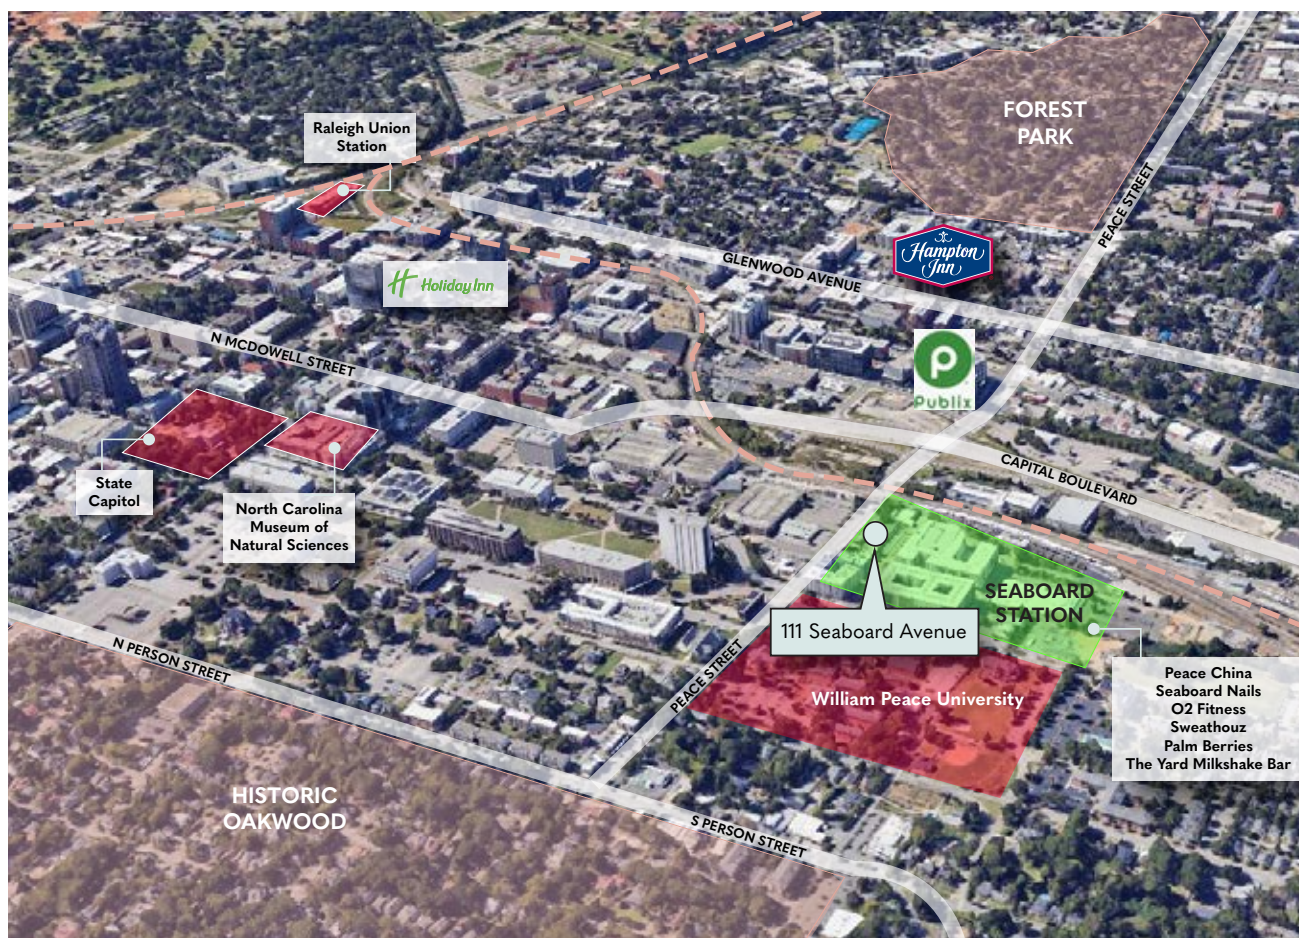 FOREST
PARK
Raleigh Union
Station
PEACE STREET
Hampton
Inn
GLENWOOD AVENUE
H Holiday Inn
N MCDOWELL STREET
P
Publix
State
Capitol
North Carolina
Museum of
Natural Sciences
CAPITAL BOULEVARD
SEABOARD
STATION
111 Seaboard Avenue
PEACE STREET
William Peace University
Peace China
Seaboard Nails
O2 Fitness
Sweathouz
Palm Berries
The Yard Milkshake Bar
N PERSON STREET
HISTORIC
OAKWOOD
S PERSON STREET